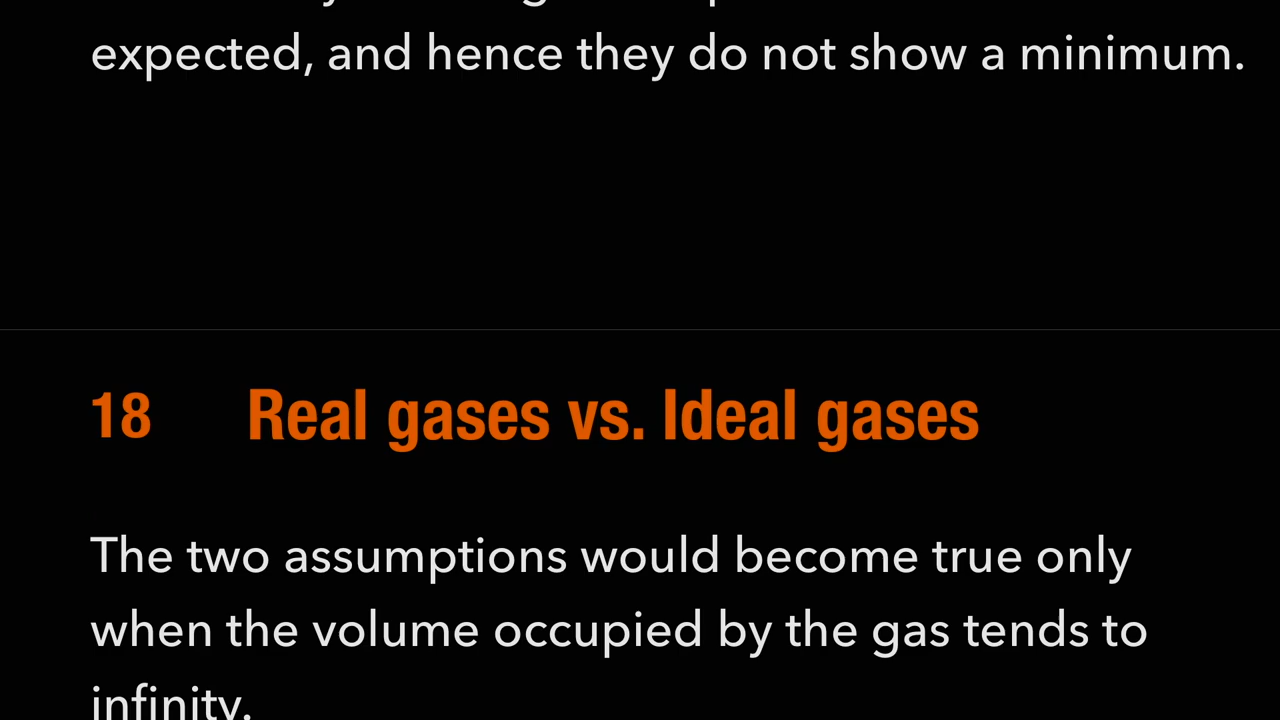 expected, and hence they do not show a minimum.
18 Real gases vs. Ideal gases
The two assumptions would become true only
when the volume occupied by the gas tends to
infinity.